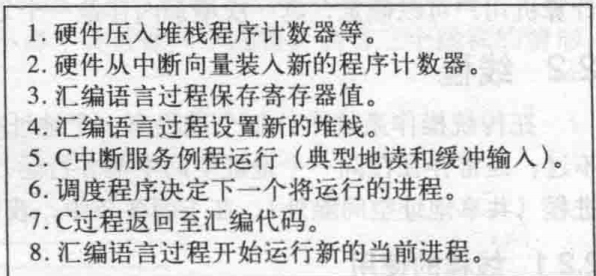 1. 硬件压入堆栈程序计数器等。
2. 硬件从中断向量装入新的程序计数器。
3. 汇编语言过程保存寄存器值。
4. 汇编语言过程设置新的堆栈。
5. C中断服务例程运行（典型地读和缓冲输入）。
6. 调度程序决定下一个将运行的进程。
7. C过程返回至汇编代码。
8. 汇编语言过程开始运行新的当前进程。